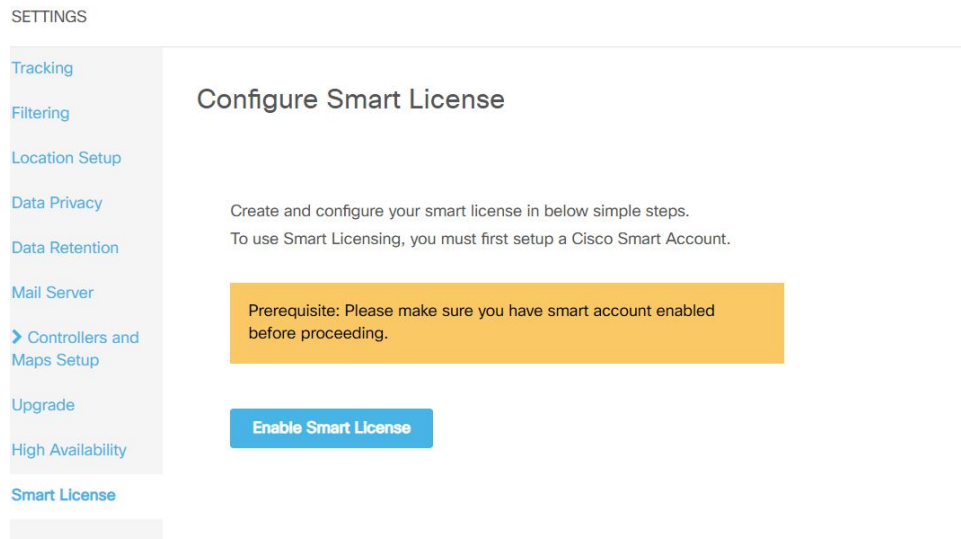 SETTINGS
Tracking
Filtering
Location Setup
Data Privacy
Data Retention
Mail Server
Controllers and
Maps Setup
Upgrade
High Availability
Smart License
Configure Smart License
Create and configure your smart license in below simple steps.
To use Smart Licensing, you must first setup a Cisco Smart Account.
Prerequisite: Please make sure you have smart account enabled
before proceeding.
Enable Smart License